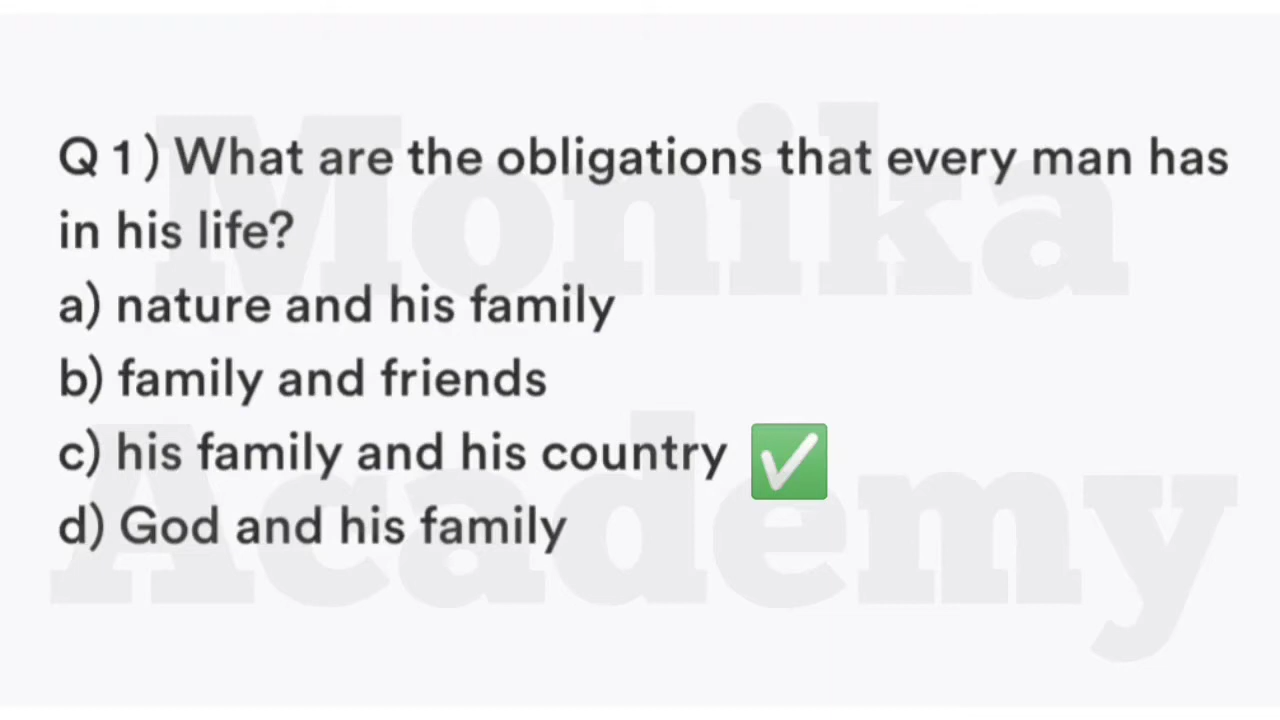 Monika
Academy
Q 1) What are the obligations that every man has
in his life?
a) nature and his family
b) family and friends
c) his family and his country ✅
d) God and his family